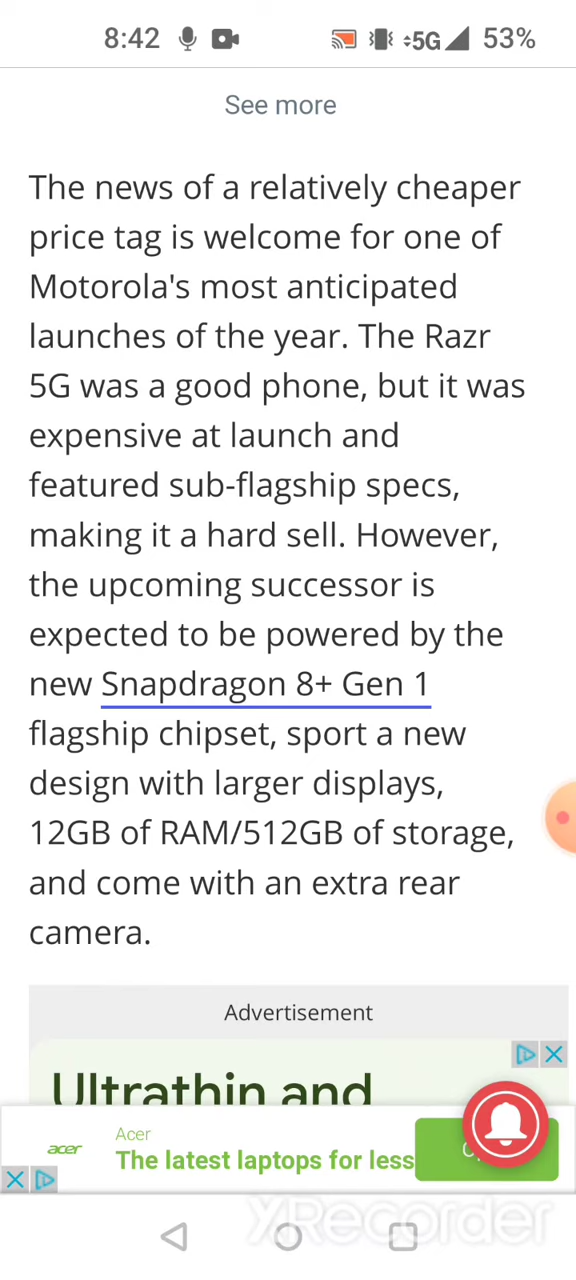 8:42 5G 53%
See more
The news of a relatively cheaper
price tag is welcome for one of
Motorola's most anticipated
launches of the year. The Razr
5G was a good phone, but it was
expensive at launch and
featured sub-flagship specs,
making it a hard sell. However,
the upcoming successor is
expected to be powered by the
new Snapdragon 8+ Gen 1
flagship chipset, sport a new
design with larger displays,
12GB of RAM/512GB of storage,
and come with an extra rear
camera.
Advertisement
Ultrathin and
acer
Acer
The latest laptops for less
XRecorder